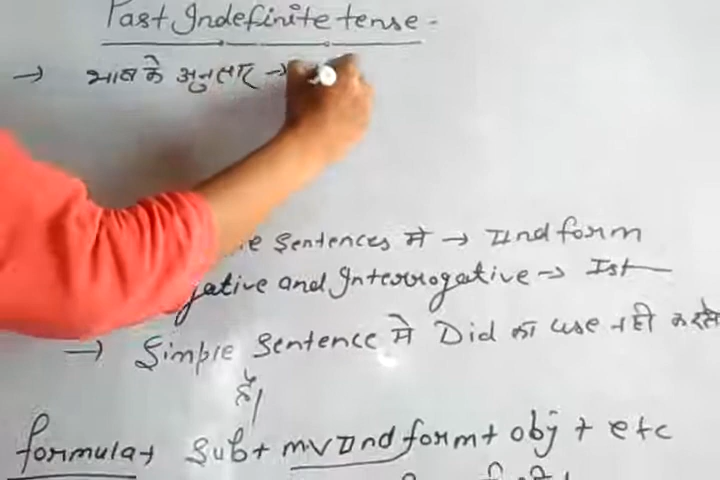 Past Indefinite tense -
→ भाव के अनुसार →
Sentences मे → IInd form
and Interrogative → Ist
→ Simple Sentence मे Did का use नही करते
हैं|
formula → Sub + mv IInd form + obj + etc